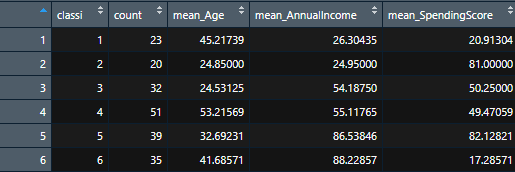 classi count mean_Age mean_AnnualIncome mean_SpendingScore
1 1 23 45.21739 26.30435 20.91304
2 2 20 24.85000 24.95000 81.00000
3 3 32 24.53125 54.18750 50.25000
4 4 51 53.21569 55.11765 49.47059
5 5 39 32.69231 86.53846 82.12821
6 6 35 41.68571 88.22857 17.28571